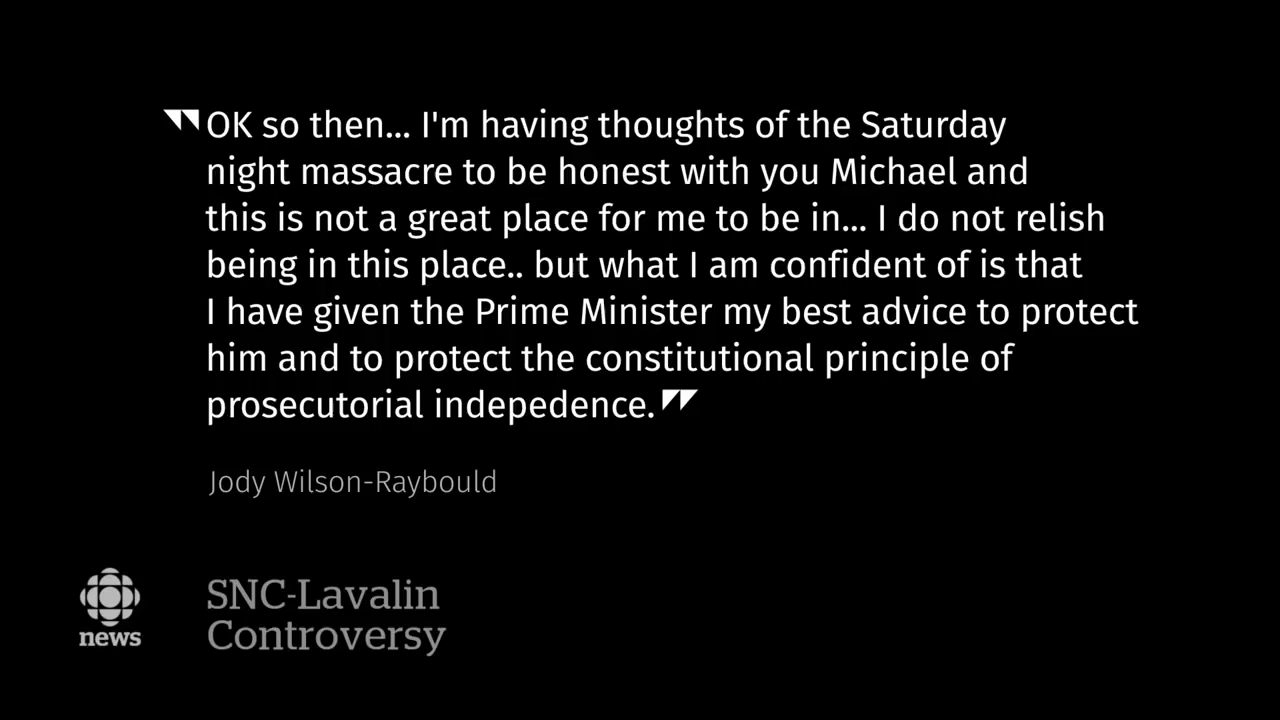 "OK so then... I'm having thoughts of the Saturday
night massacre to be honest with you Michael and
this is not a great place for me to be in... I do not relish
being in this place.. but what I am confident of is that
I have given the Prime Minister my best advice to protect
him and to protect the constitutional principle of
prosecutorial indepedence."
Jody Wilson-Raybould
news
SNC-Lavalin
Controversy